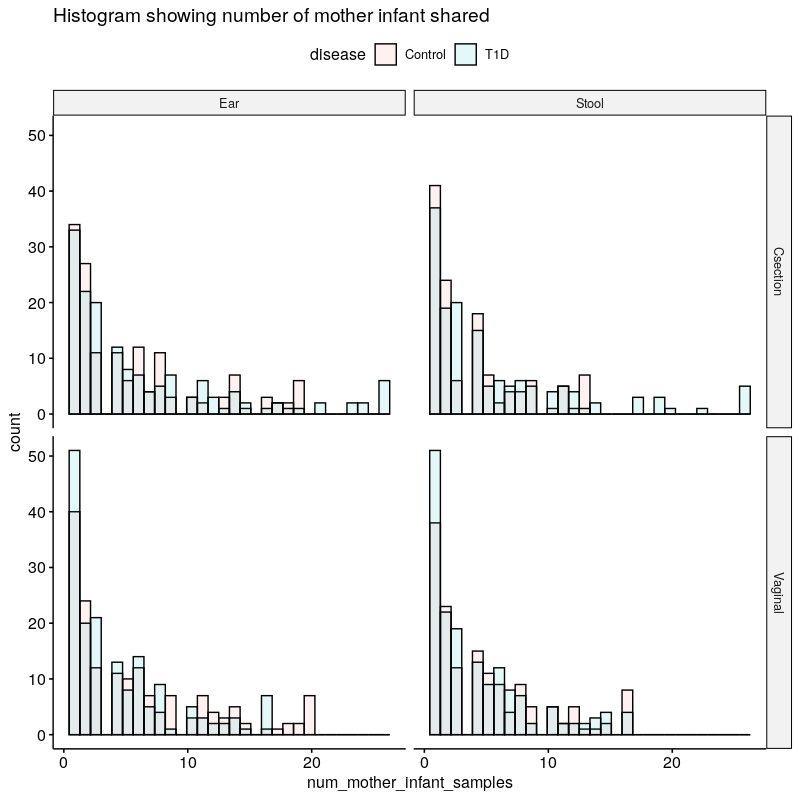 Histogram showing number of mother infant shared
disease Control T1D
Ear Stool
50
40
30
20
10
0
Csection
count
50
40
30
20
10
0
Vaginal
0 10 20 0 10 20
num_mother_infant_samples